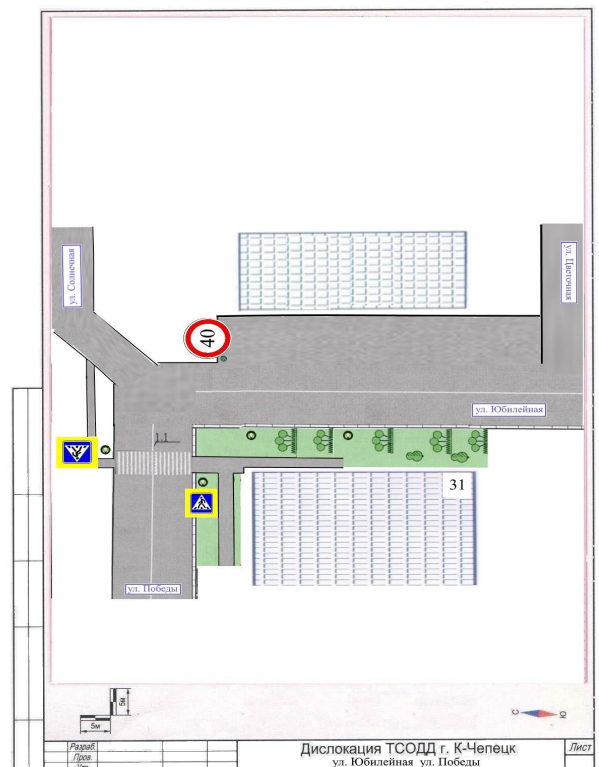 ул. Солнечная
ул. Цветочная
40
ул. Юбилейная
1.1
31
ул. Победы
5м
5м
С
Ю
Разраб.
Пров.
Дислокация ТСОДД г. К-Чепецк
Лист
ул. Юбилейная ул. Победы